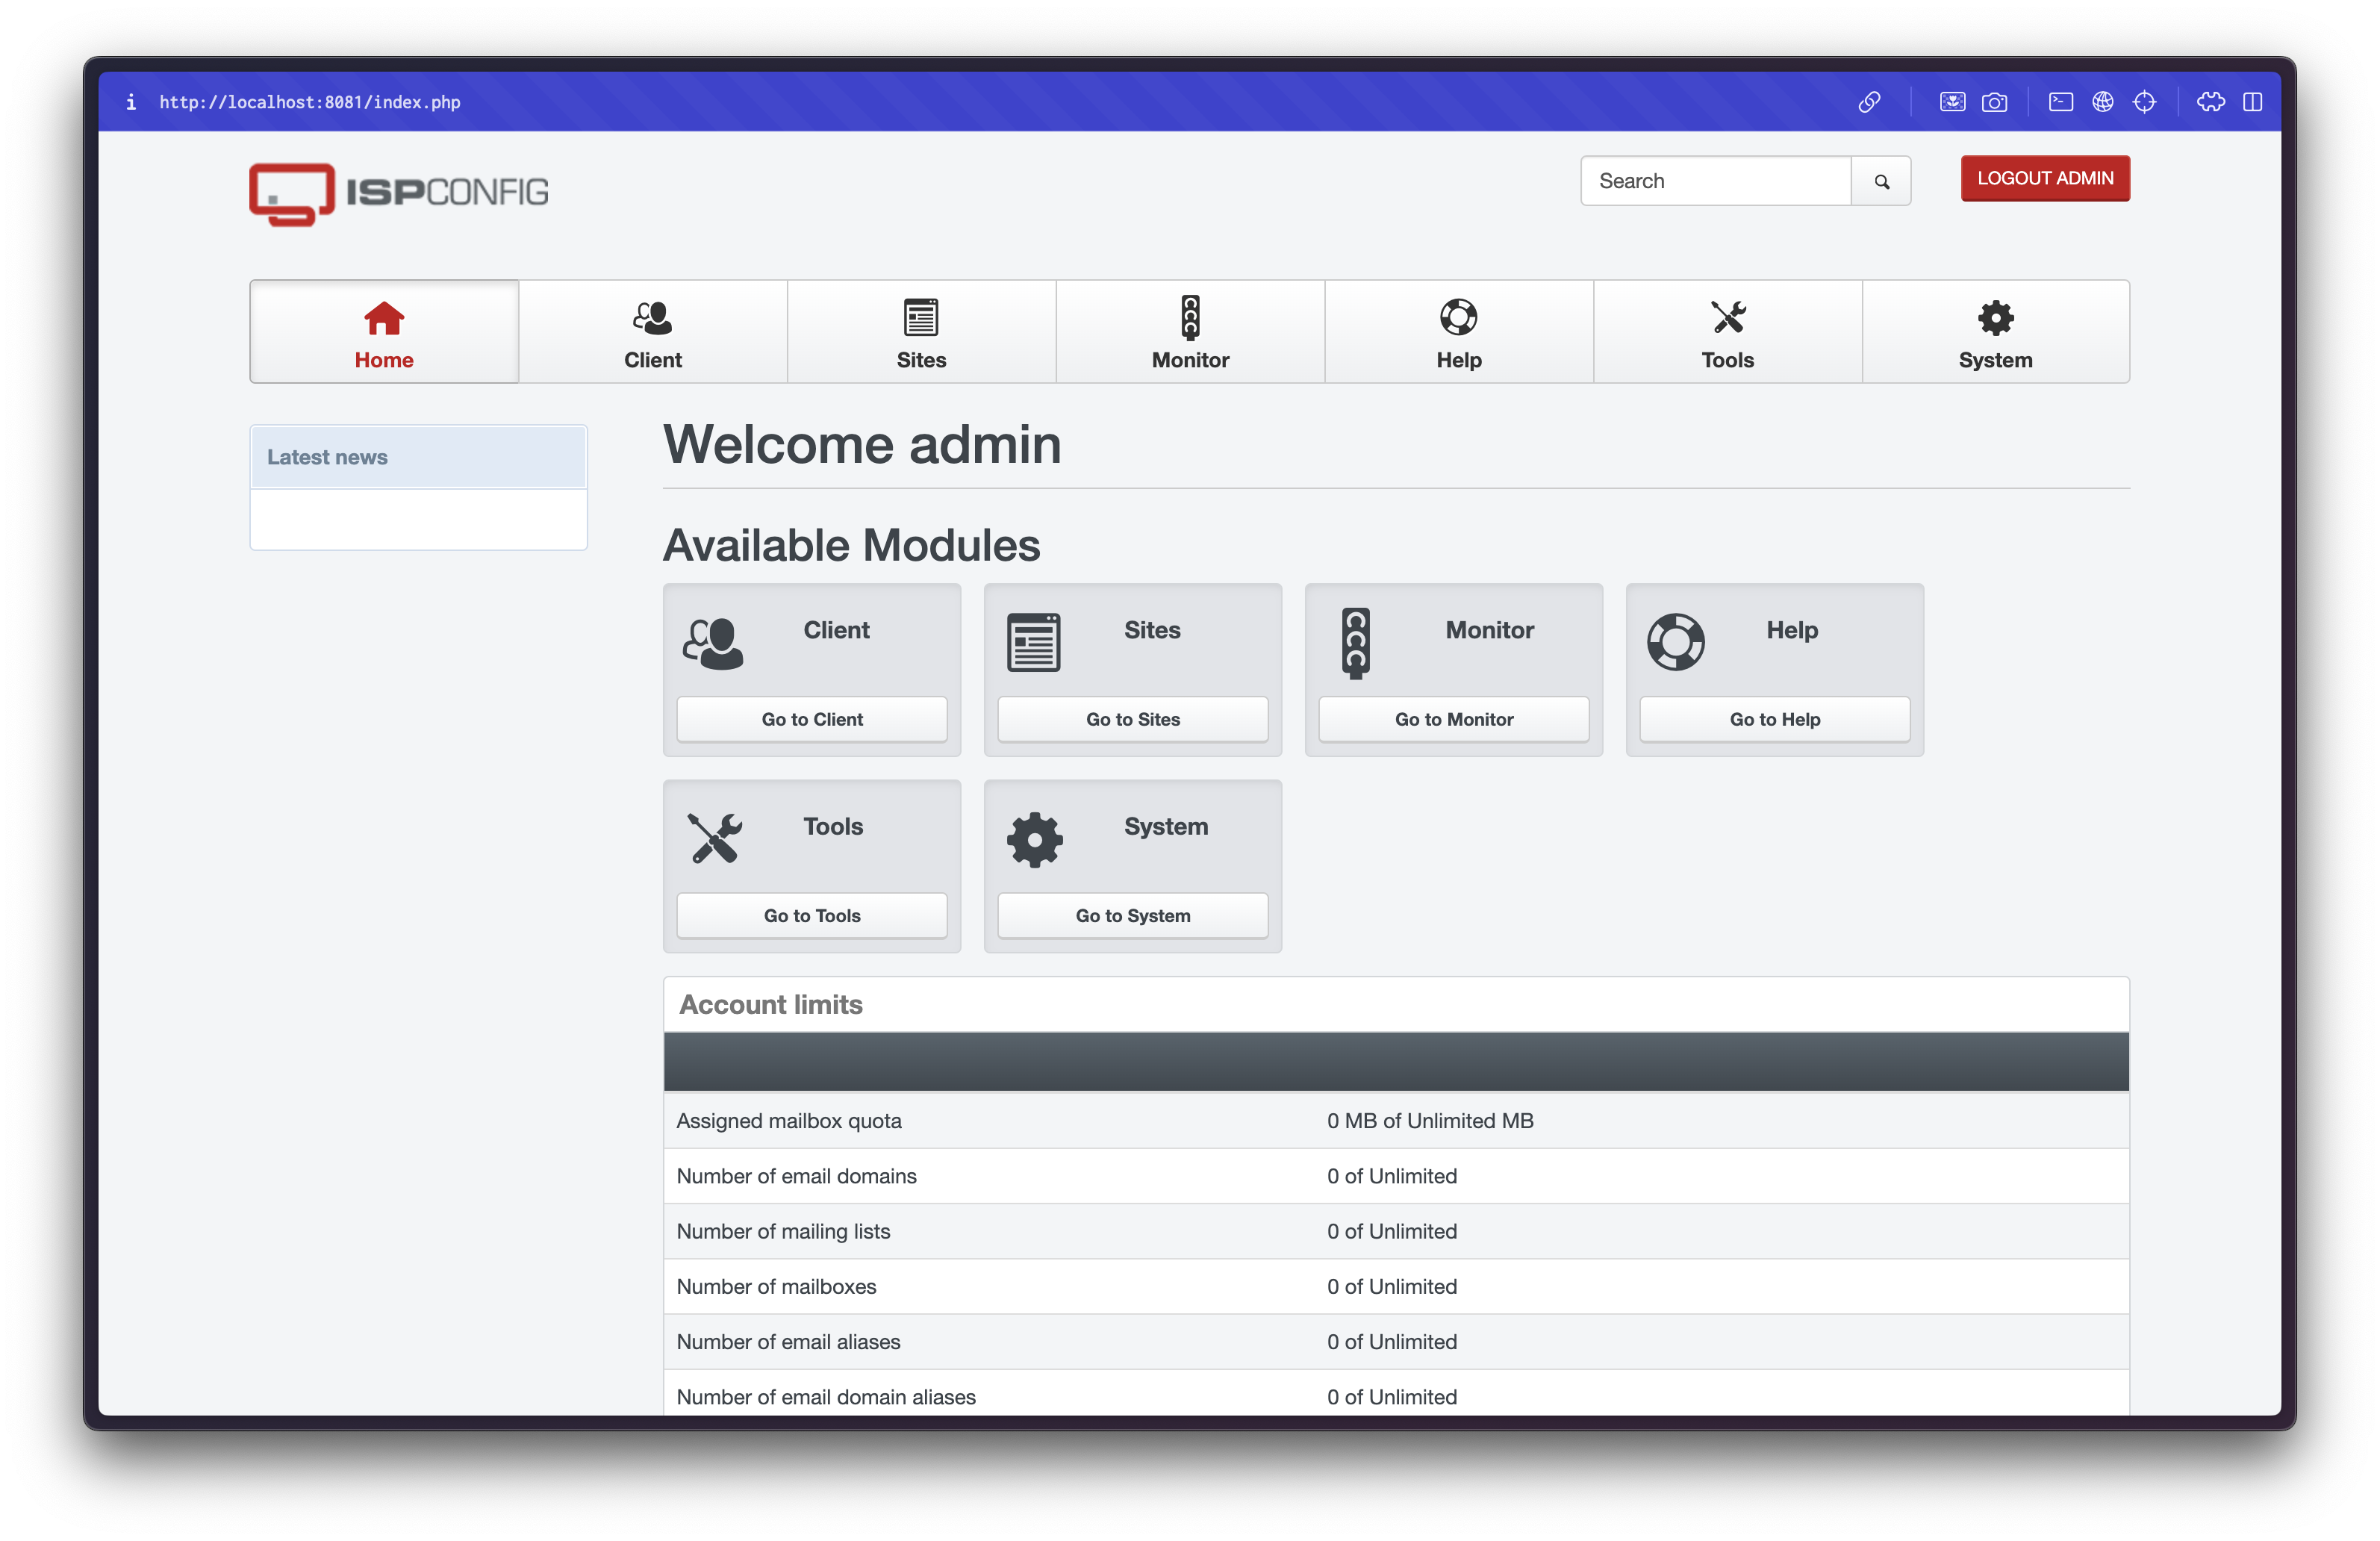 http://localhost:8081/index.php
ISPCONFIG
Search
LOGOUT ADMIN
Home
Client
Sites
Monitor
Help
Tools
System
Latest news
Welcome admin
Available Modules
Client
Go to Client
Sites
Go to Sites
Monitor
Go to Monitor
Help
Go to Help
Tools
Go to Tools
System
Go to System
Account limits
Assigned mailbox quota 0 MB of Unlimited MB
Number of email domains 0 of Unlimited
Number of mailing lists 0 of Unlimited
Number of mailboxes 0 of Unlimited
Number of email aliases 0 of Unlimited
Number of email domain aliases 0 of Unlimited